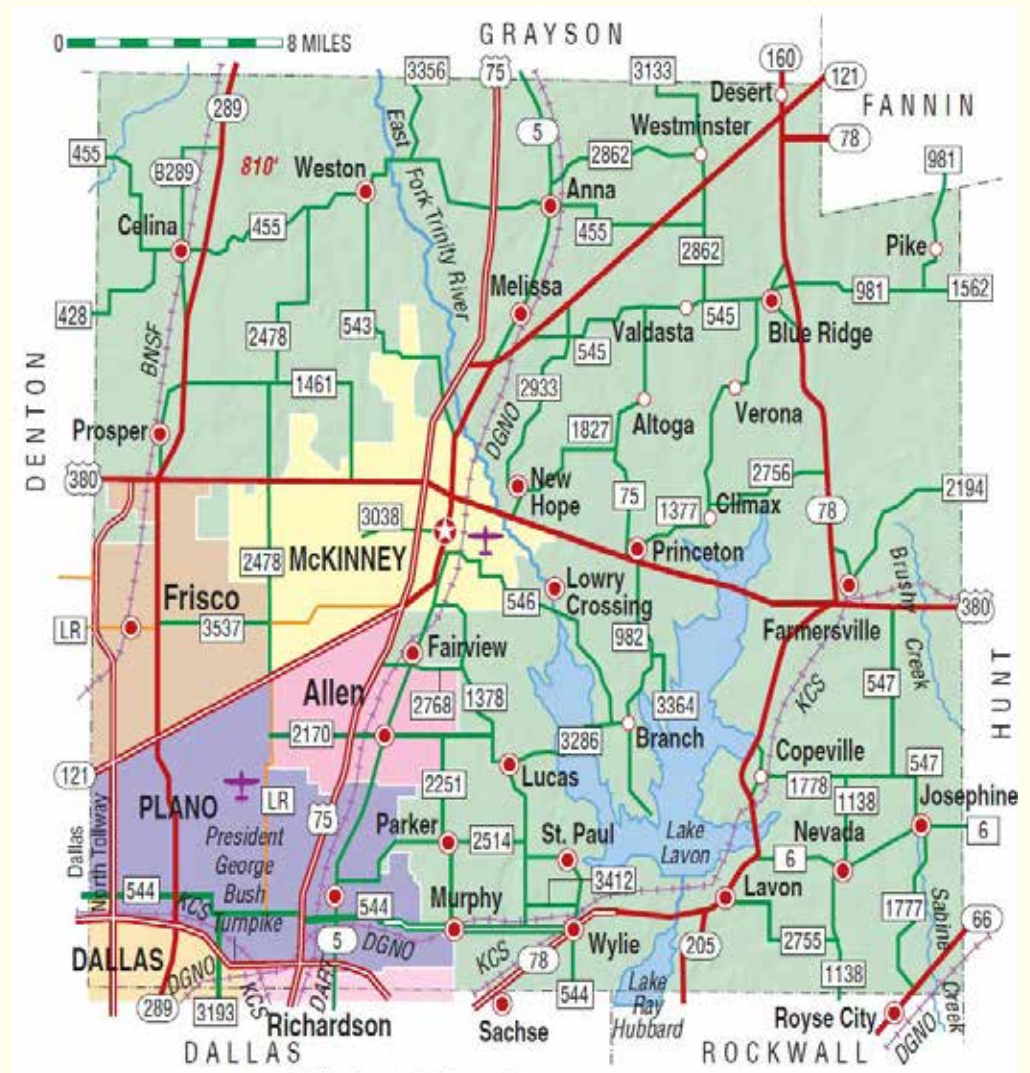 GRAYSON
0
8 MILES
3356
75
3133
160
121
Desert
FANNIN
289
5
Westminster
78
455
East
2862
981
B289
810'
Weston
Anna
Fork Trinity River
Celina
455
455
2862
Pike
Melissa
981
1562
428
Valdasta
545
Blue Ridge
BNSF
2478
543
545
DENTON
1461
2933
DGNO
Altoga
Verona
Prosper
1827
380
New
Hope
2756
2194
75
1377
Climax
78
3038
McKINNEY
Princeton
2478
Brushy
Creek
Frisco
546
Lowry
Crossing
380
LR
3537
982
Farmersville
Fairview
KCS
547
HUNT
Allen
2768
1378
3364
2170
3286
Branch
Copeville
547
121
Lucas
1778
PLANO
LR
75
2251
1138
Josephine
Dallas
North Tollway
President
George
Bush
Turnpike
Parker
2514
St. Paul
Lake
Lavon
Nevada
6
6
544
3412
Lavon
KCS
544
Murphy
1777
Sabine
Creek
66
DALLAS
5
DGNO
KCS
78
Wylie
205
2755
DGNO
DART
Lake
Ray
Hubbard
1138
289
3193
KCS
544
Richardson
Sachse
Royse City
DGNO
DALLAS
ROCKWALL